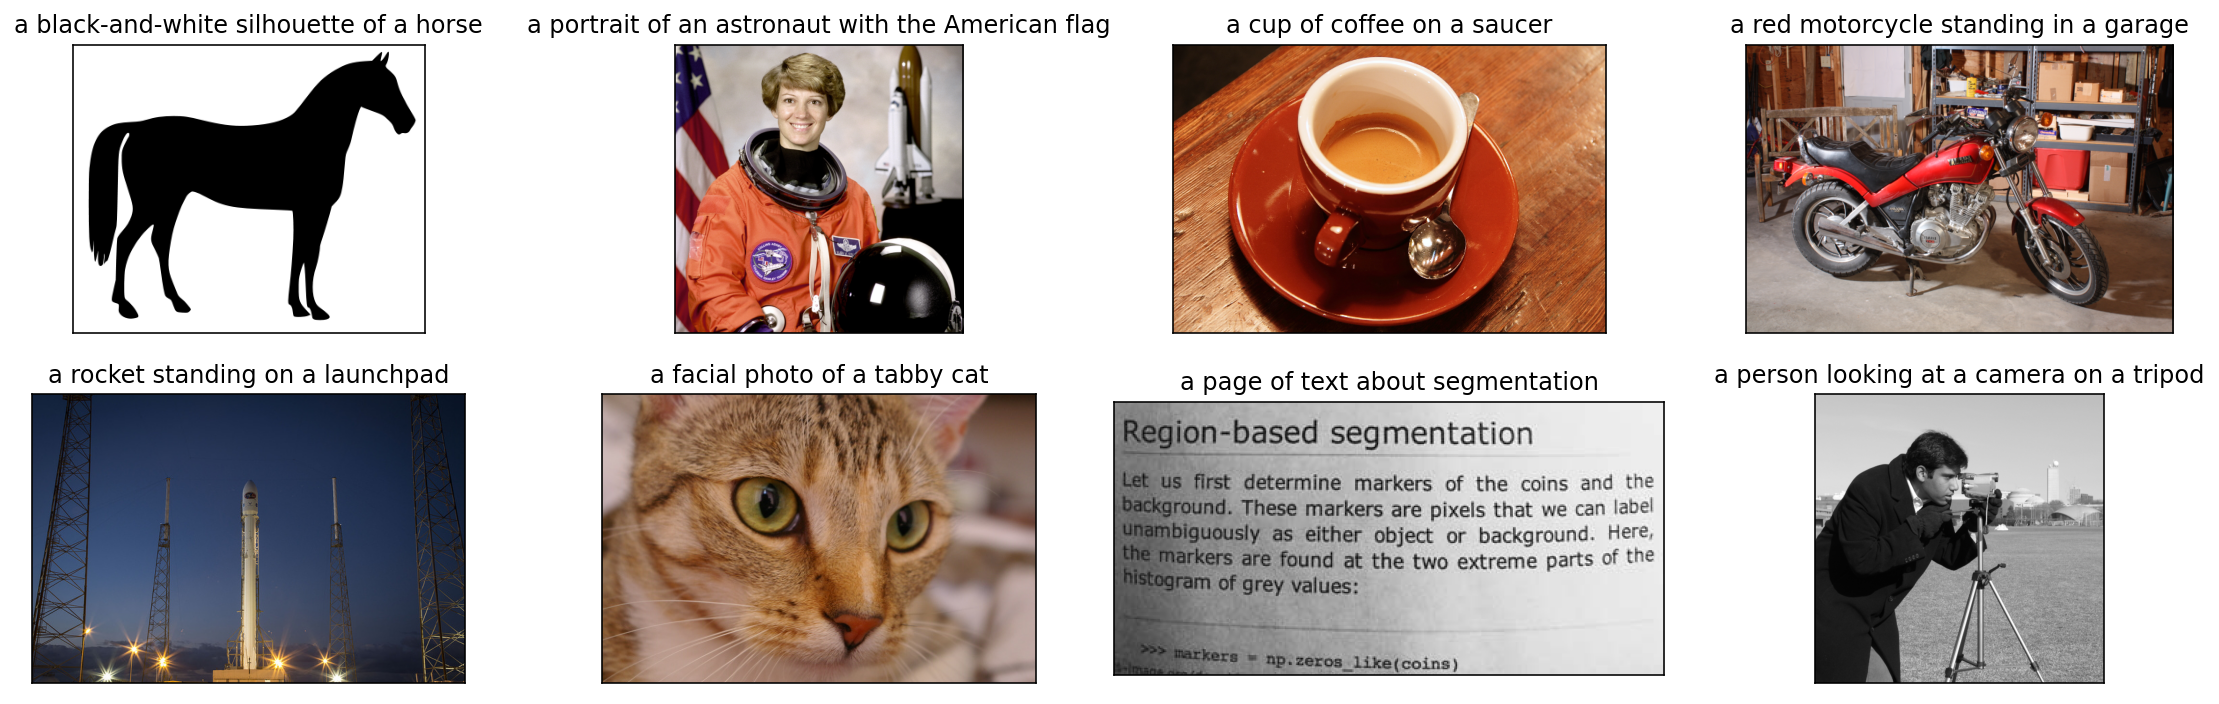 a black-and-white silhouette of a horse
a portrait of an astronaut with the American flag
a cup of coffee on a saucer
a red motorcycle standing in a garage
YAMAHA
a rocket standing on a launchpad
a facial photo of a tabby cat
a page of text about segmentation
a person looking at a camera on a tripod
Region-based segmentation
Let us first determine markers of the coins and the
background. These markers are pixels that we can label
unambiguously as either object or background. Here,
the markers are found at the two extreme parts of the
histogram of grey values:
>>> markers = np.zeros_like(coins)